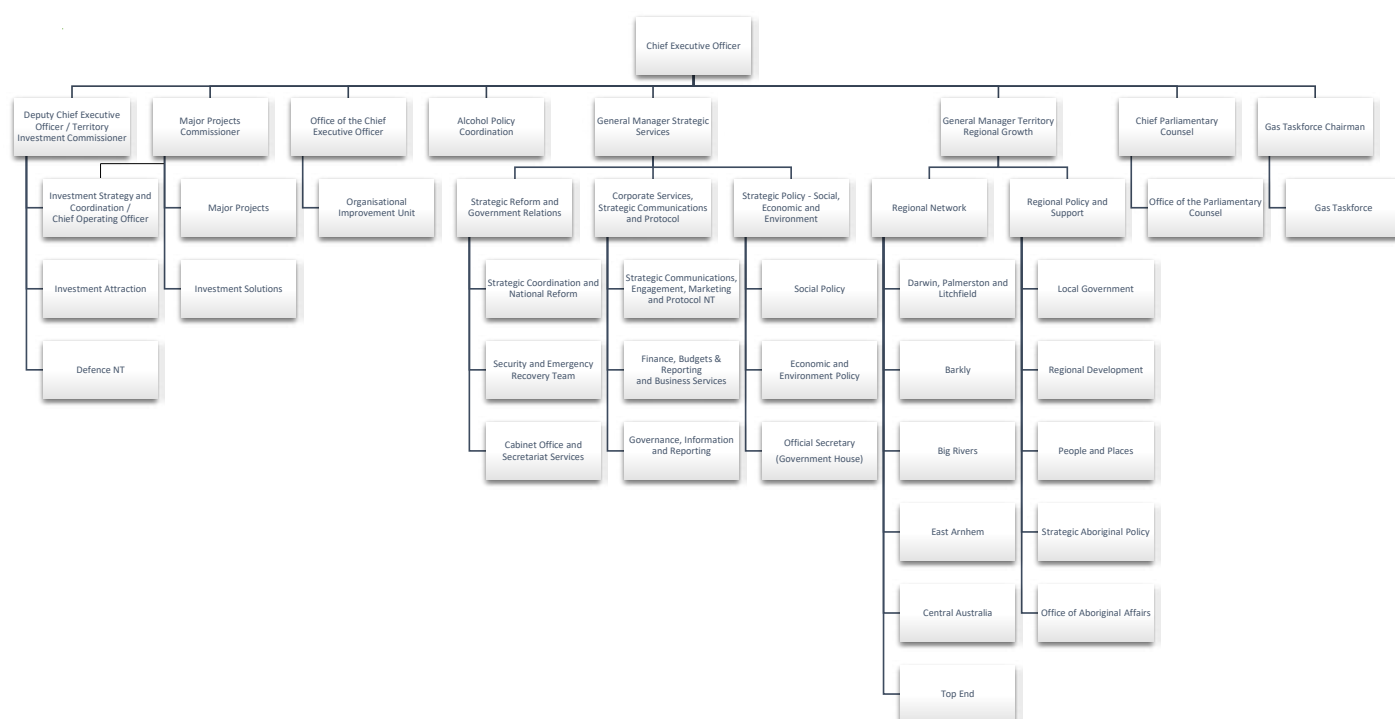 Chief Executive Officer
Deputy Chief Executive
Officer / Territory
Investment Commissioner
Major Projects
Commissioner
Office of the Chief
Executive Officer
Alcohol Policy
Coordination
General Manager Strategic
Services
General Manager Territory
Regional Growth
Chief Parliamentary
Counsel
Gas Taskforce Chairman
Investment Strategy and
Coordination /
Chief Operating Officer
Major Projects
Organisational
Improvement Unit
Strategic Reform and
Government Relations
Corporate Services,
Strategic Communications
and Protocol
Strategic Policy - Social,
Economic and
Environment
Regional Network
Regional Policy and
Support
Office of the Parliamentary
Counsel
Gas Taskforce
Investment Attraction
Investment Solutions
Strategic Coordination and
National Reform
Strategic Communications,
Engagement, Marketing
and Protocol NT
Social Policy
Darwin, Palmerston and
Litchfield
Local Government
Defence NT
Security and Emergency
Recovery Team
Finance, Budgets &
Reporting
and Business Services
Economic and
Environment Policy
Barkly
Regional Development
Cabinet Office and
Secretariat Services
Governance, Information
and Reporting
Official Secretary
(Government House)
Big Rivers
People and Places
East Arnhem
Strategic Aboriginal Policy
Central Australia
Office of Aboriginal Affairs
Top End